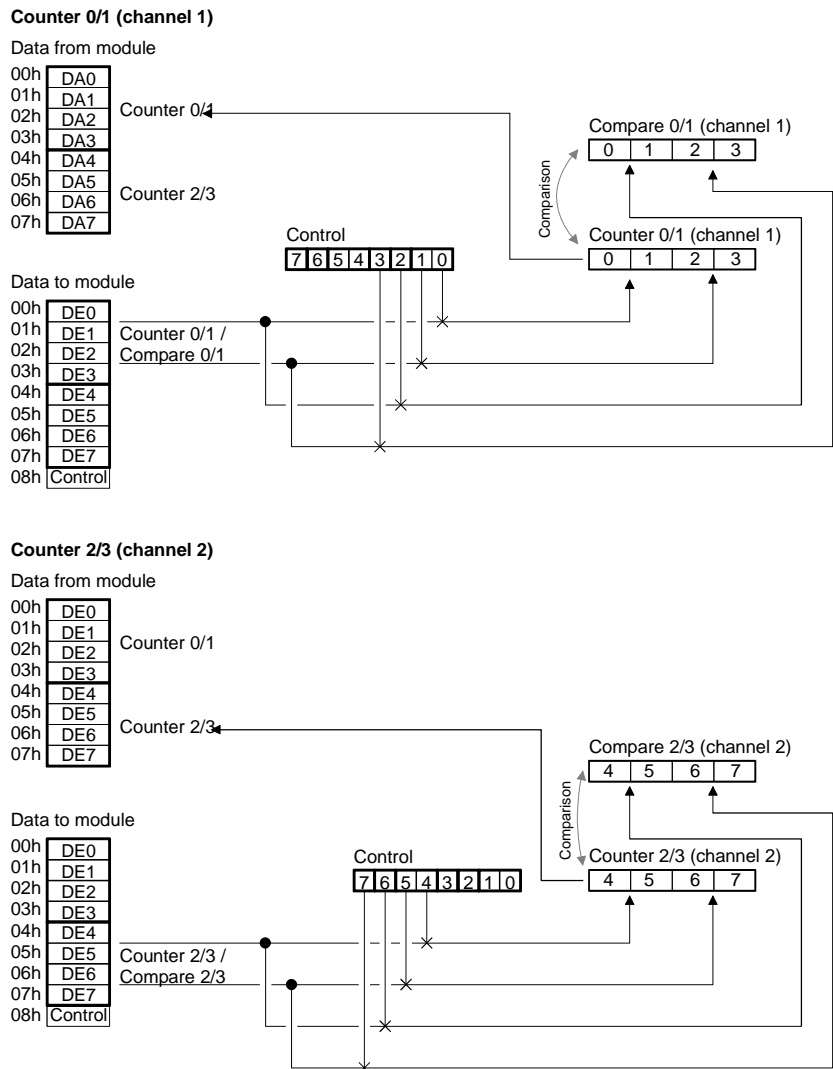 Counter 0/1 (channel 1)
Data from module
00h DA0
01h DA1
02h DA2
03h DA3
04h DA4
05h DA5
06h DA6
07h DA7
Counter 0/1
Counter 2/3
Compare 0/1 (channel 1)
0 1 2 3
Comparison
Counter 0/1 (channel 1)
0 1 2 3
Control
7 6 5 4 3 2 1 0
Data to module
00h DE0
01h DE1
02h DE2
03h DE3
04h DE4
05h DE5
06h DE6
07h DE7
08h Control
Counter 0/1 /
Compare 0/1
Counter 2/3 (channel 2)
Data from module
00h DE0
01h DE1
02h DE2
03h DE3
04h DE4
05h DE5
06h DE6
07h DE7
Counter 0/1
Counter 2/3
Compare 2/3 (channel 2)
4 5 6 7
Comparison
Counter 2/3 (channel 2)
4 5 6 7
Control
7 6 5 4 3 2 1 0
Data to module
00h DE0
01h DE1
02h DE2
03h DE3
04h DE4
05h DE5
06h DE6
07h DE7
08h Control
Counter 2/3 /
Compare 2/3